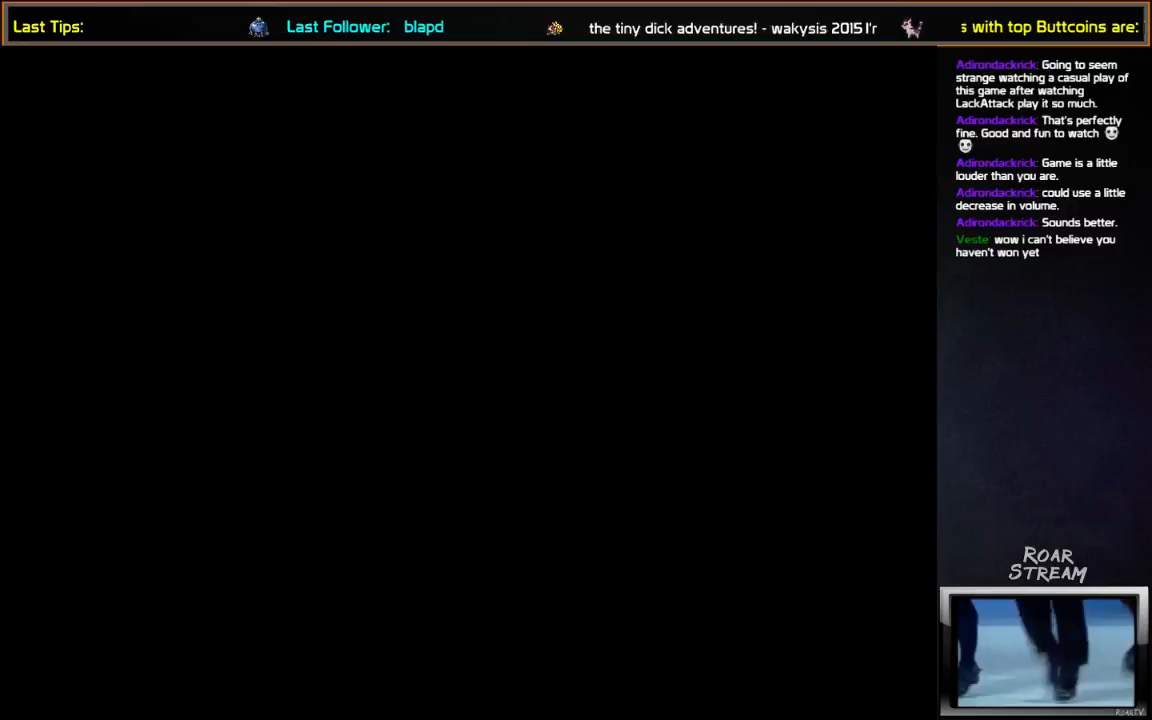 Last Tips:
Last Follower: blapd
the tiny dick adventures! - wakysis 2015 I'r
s with top Buttcoins are:
Adirondackrick: Going to seem
strange watching a casual play of
this game after watching
LackAttack play it so much.
Adirondackrick: That's perfectly
fine. Good and fun to watch
Adirondackrick: Game is a little
louder than you are.
Adirondackrick: could use a little
decrease in volume.
Adirondackrick: Sounds better.
Veste: wow i can't believe you
haven't won yet
ROAR
STREAM
ROARTV